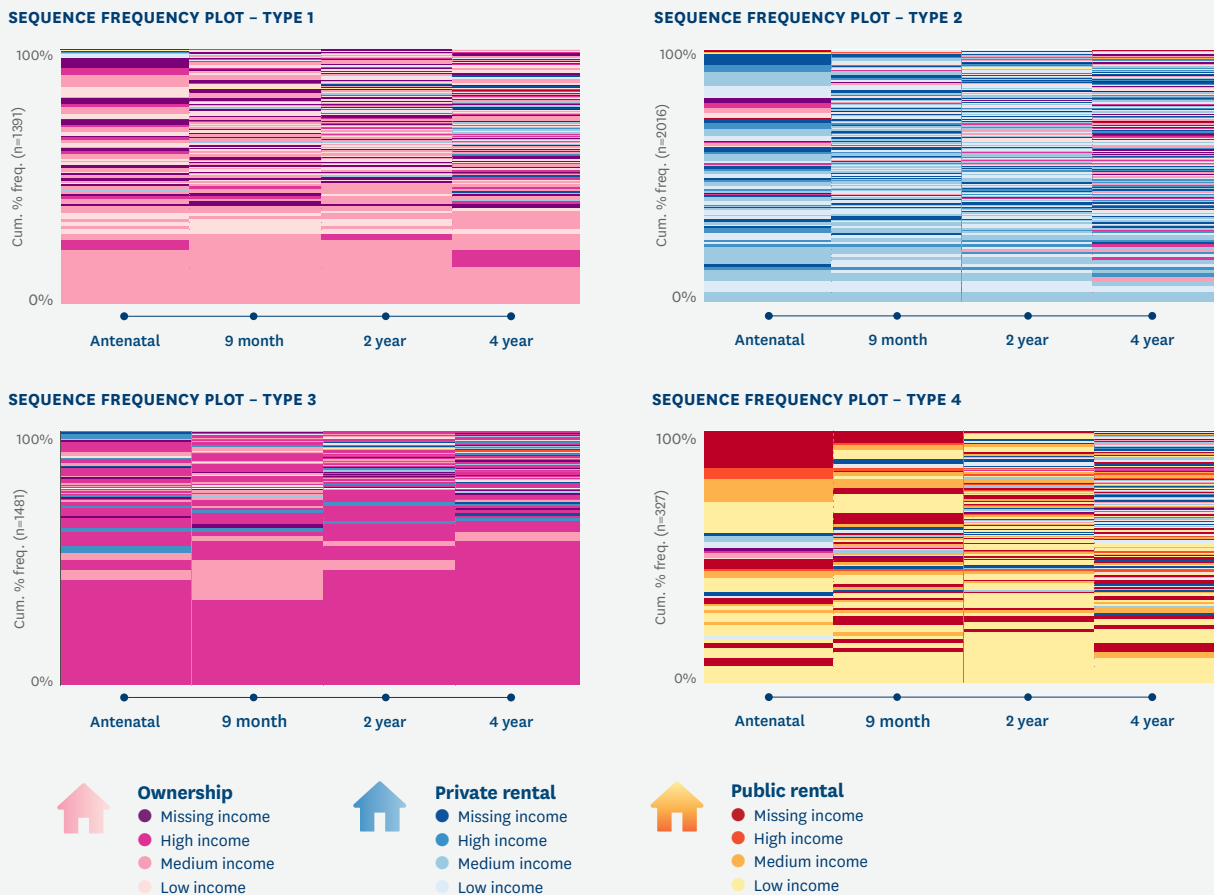 SEQUENCE FREQUENCY PLOT – TYPE 1
100%
Cum. % freq. (n=1391)
0%
Antenatal 9 month 2 year 4 year
SEQUENCE FREQUENCY PLOT – TYPE 2
100%
Cum. % freq. (n=2016)
0%
Antenatal 9 month 2 year 4 year
SEQUENCE FREQUENCY PLOT – TYPE 3
100%
Cum. % freq. (n=1481)
0%
Antenatal 9 month 2 year 4 year
SEQUENCE FREQUENCY PLOT – TYPE 4
100%
Cum. % freq. (n=327)
0%
Antenatal 9 month 2 year 4 year
Ownership
Missing income
High income
Medium income
Low income
Private rental
Missing income
High income
Medium income
Low income
Public rental
Missing income
High income
Medium income
Low income